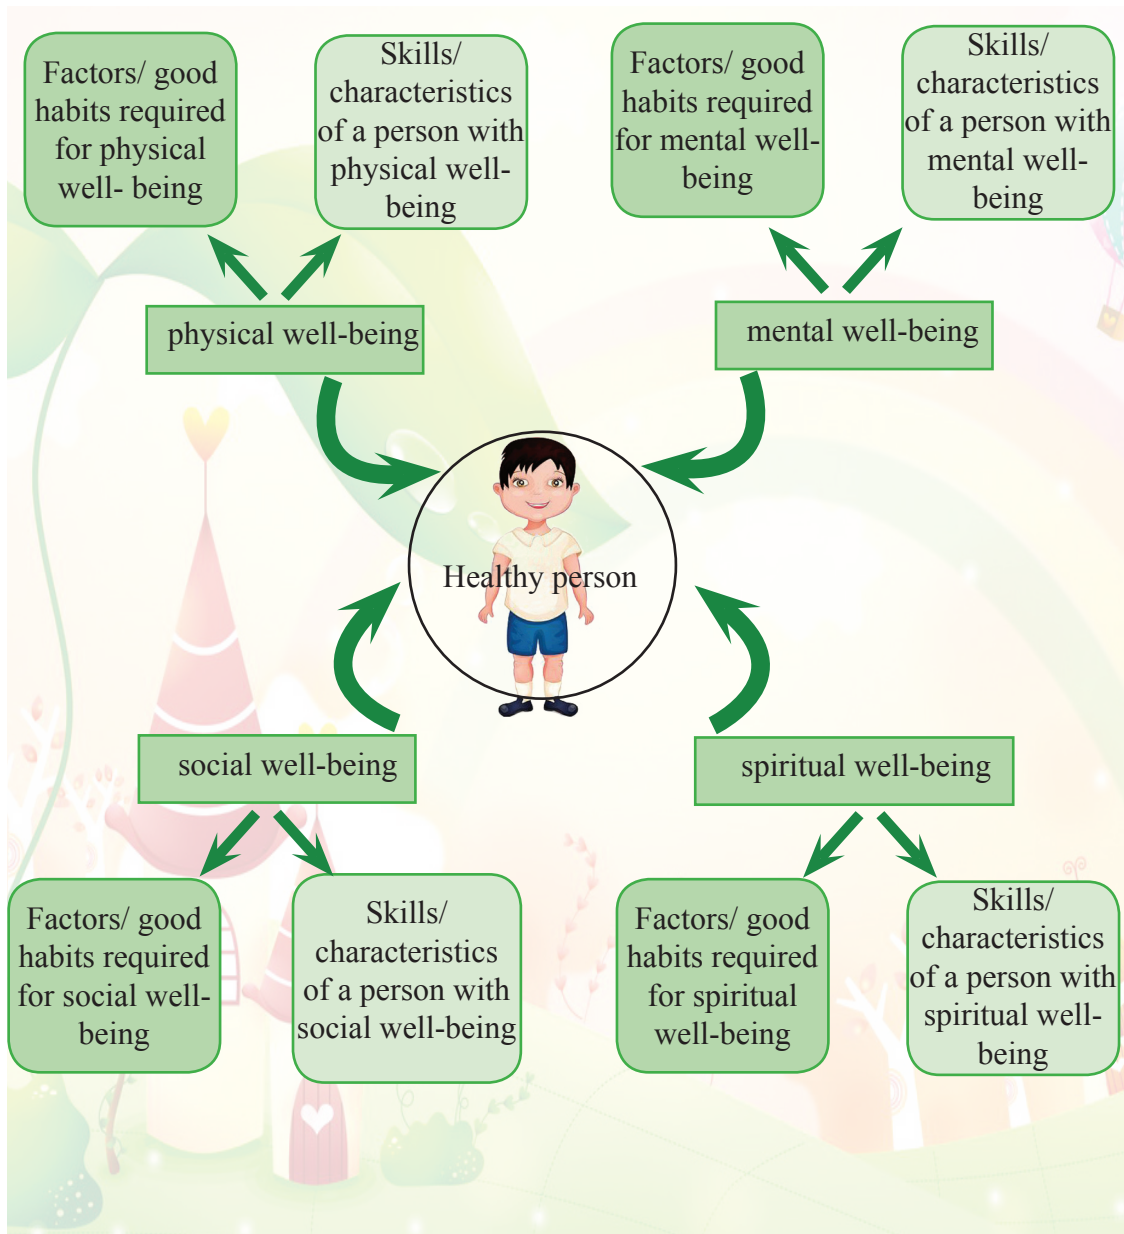 Factors/ good
habits required
for physical
well- being
Skills/
characteristics
of a person with
physical well-
being
Factors/ good
habits required
for mental well-
being
Skills/
characteristics
of a person with
mental well-
being
physical well-being
mental well-being
Healthy person
social well-being
spiritual well-being
Factors/ good
habits required
for social well-
being
Skills/
characteristics
of a person with
social well-being
Factors/ good
habits required
for spiritual
well-being
Skills/
characteristics
of a person with
spiritual well-
being